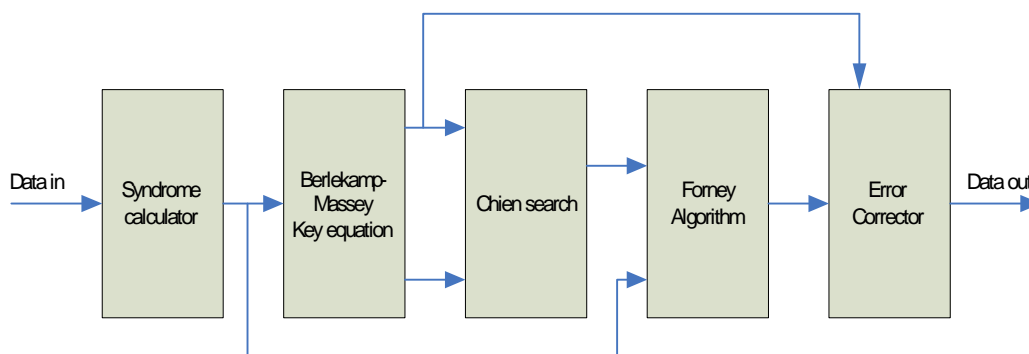 Data in
Syndrome
calculator
Berlekamp-
Massey
Key equation
Chien search
Forney
Algorithm
Error
Corrector
Data out